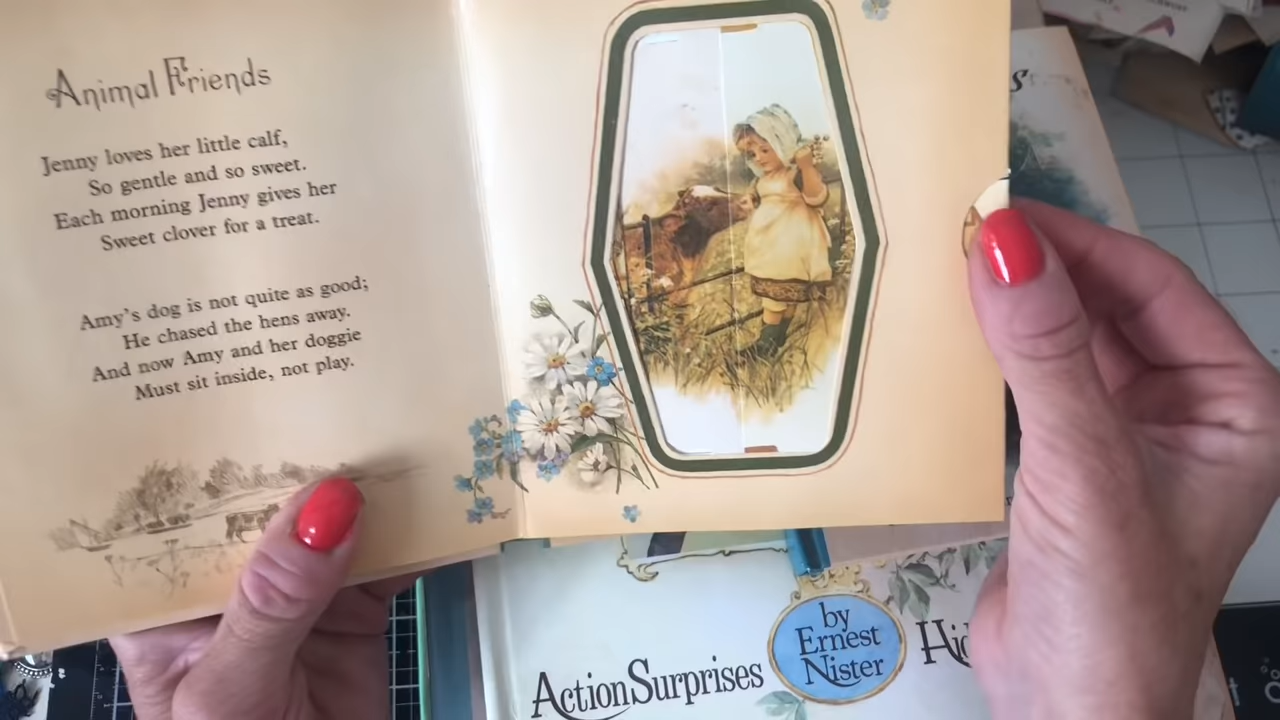 Animal Friends
Jenny loves her little calf,
So gentle and so sweet.
Each morning Jenny gives her
Sweet clover for a treat.
Amy's dog is not quite as good;
He chased the hens away.
And now Amy and her doggie
Must sit inside, not play.
by
Ernest
Nister
Action Surprises